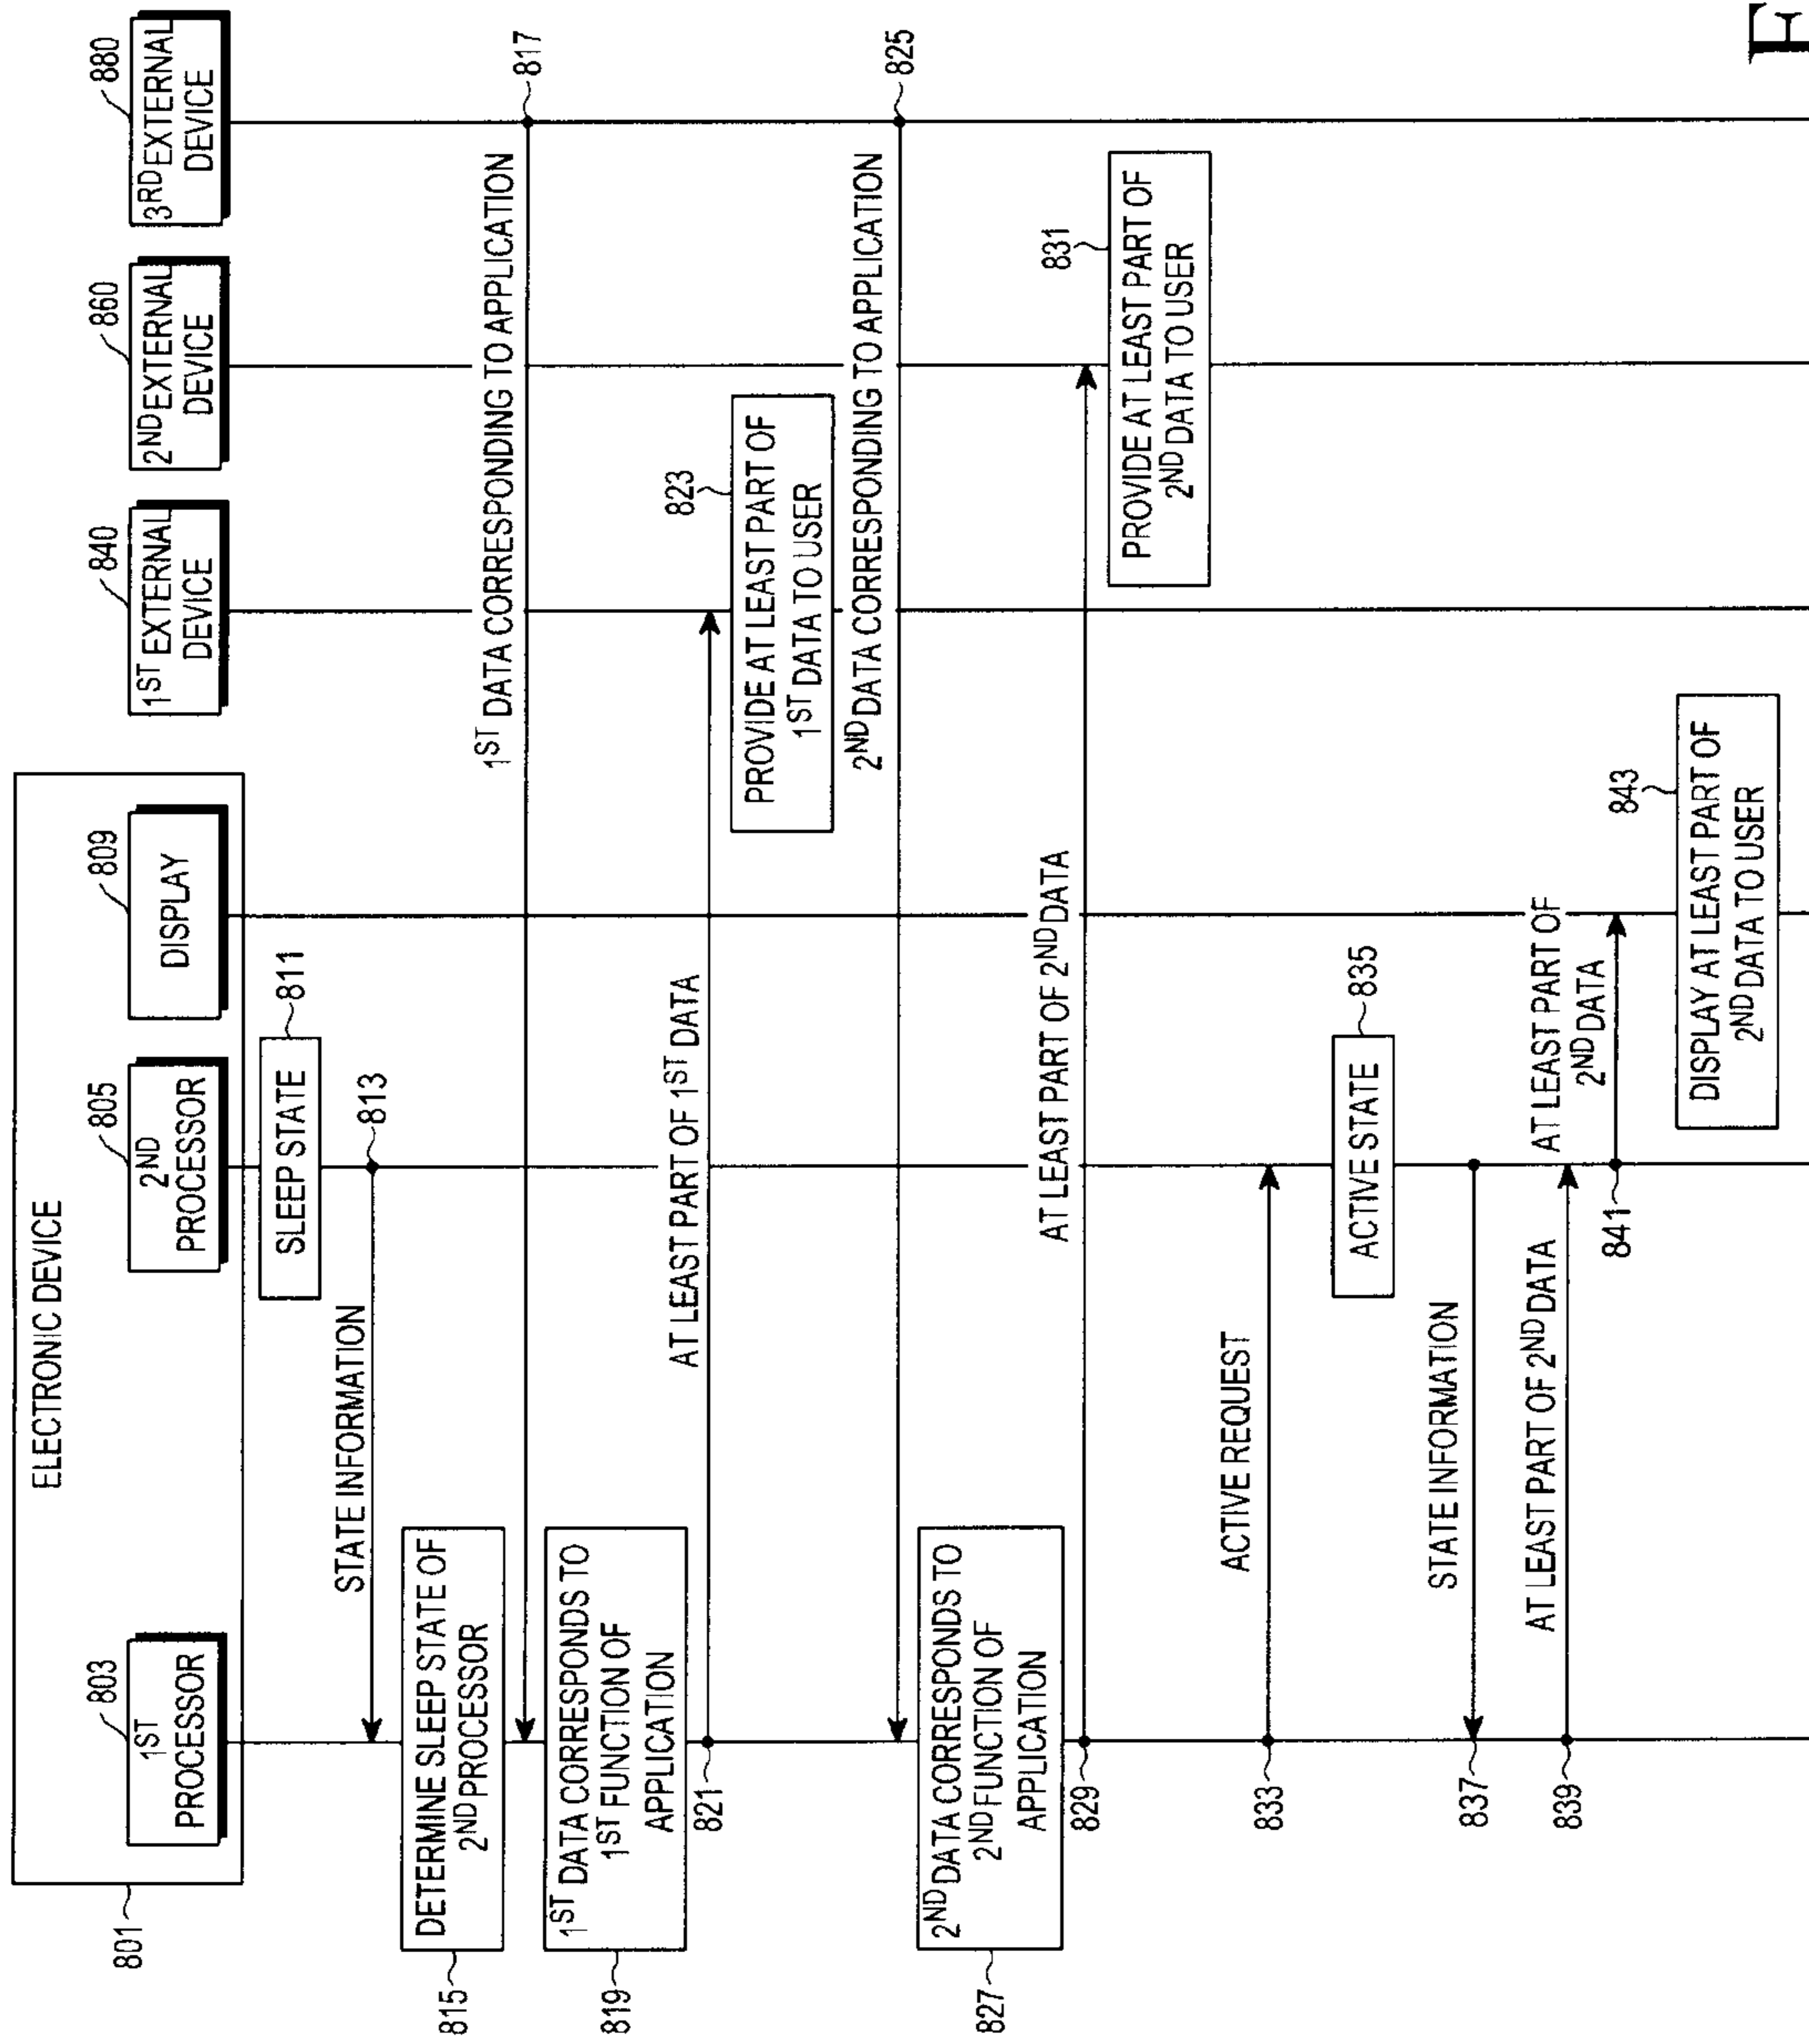 ELECTRONIC DEVICE
801
803
1ST
PROCESSOR
805
2ND
PROCESSOR
809
DISPLAY
840
1ST EXTERNAL
DEVICE
860
2ND EXTERNAL
DEVICE
880
3RD EXTERNAL
DEVICE
SLEEP STATE
811
STATE INFORMATION
813
DETERMINE SLEEP STATE OF
2ND PROCESSOR
815
1ST DATA CORRESPONDING TO APPLICATION
817
1ST DATA CORRESPONDS TO
1ST FUNCTION OF
APPLICATION
819
AT LEAST PART OF 1ST DATA
821
823
PROVIDE AT LEAST PART OF
1ST DATA TO USER
2ND DATA CORRESPONDING TO APPLICATION
825
2ND DATA CORRESPONDS TO
2ND FUNCTION OF
APPLICATION
827
AT LEAST PART OF 2ND DATA
829
831
PROVIDE AT LEAST PART OF
2ND DATA TO USER
ACTIVE REQUEST
833
ACTIVE STATE
835
STATE INFORMATION
837
AT LEAST PART OF 2ND DATA
839
AT LEAST PART OF
2ND DATA
841
843
DISPLAY AT LEAST PART OF
2ND DATA TO USER
F